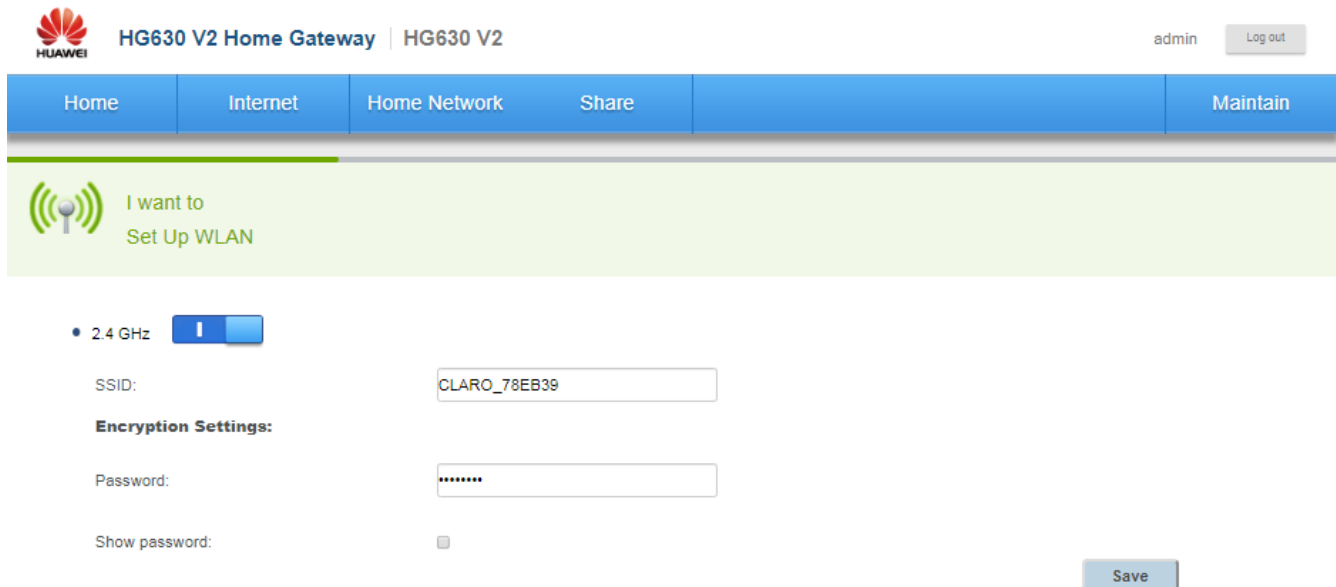 HUAWEI
HG630 V2 Home Gateway HG630 V2
admin
Log out
Home Internet Home Network Share Maintain
I want to
Set Up WLAN
2.4 GHz
SSID: CLARO_78EB39
Encryption Settings:
Password: ••••••••
Show password:
Save